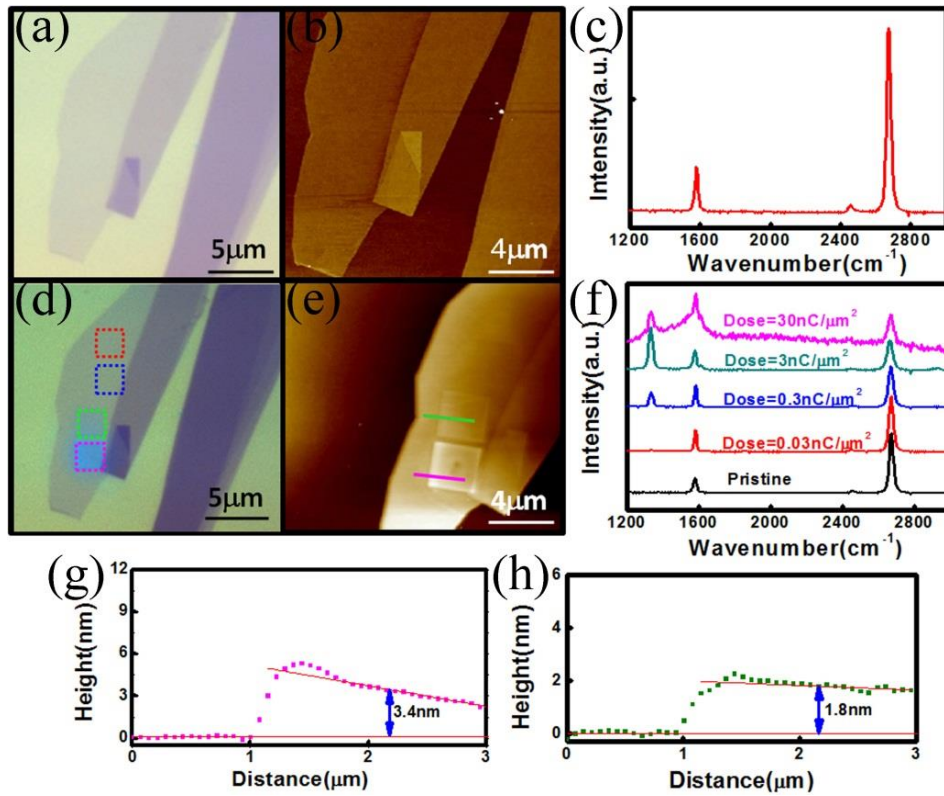 (a)
5μm
(b)
4μm
(c)
Intensity(a.u.)
1200 1600 2000 2400 2800
Wavenumber(cm⁻¹)
(d)
5μm
(e)
4μm
(f)
Intensity(a.u.)
Dose=30nC/μm²
Dose=3nC/μm²
Dose=0.3nC/μm²
Dose=0.03nC/μm²
Pristine
1200 1600 2000 2400 2800
Wavenumber(cm⁻¹)
(g)
Height(nm)
12
9
6
3
0
3.4nm
0 1 2 3
Distance(μm)
(h)
Height(nm)
6
4
2
0
1.8nm
0 1 2 3
Distance(μm)